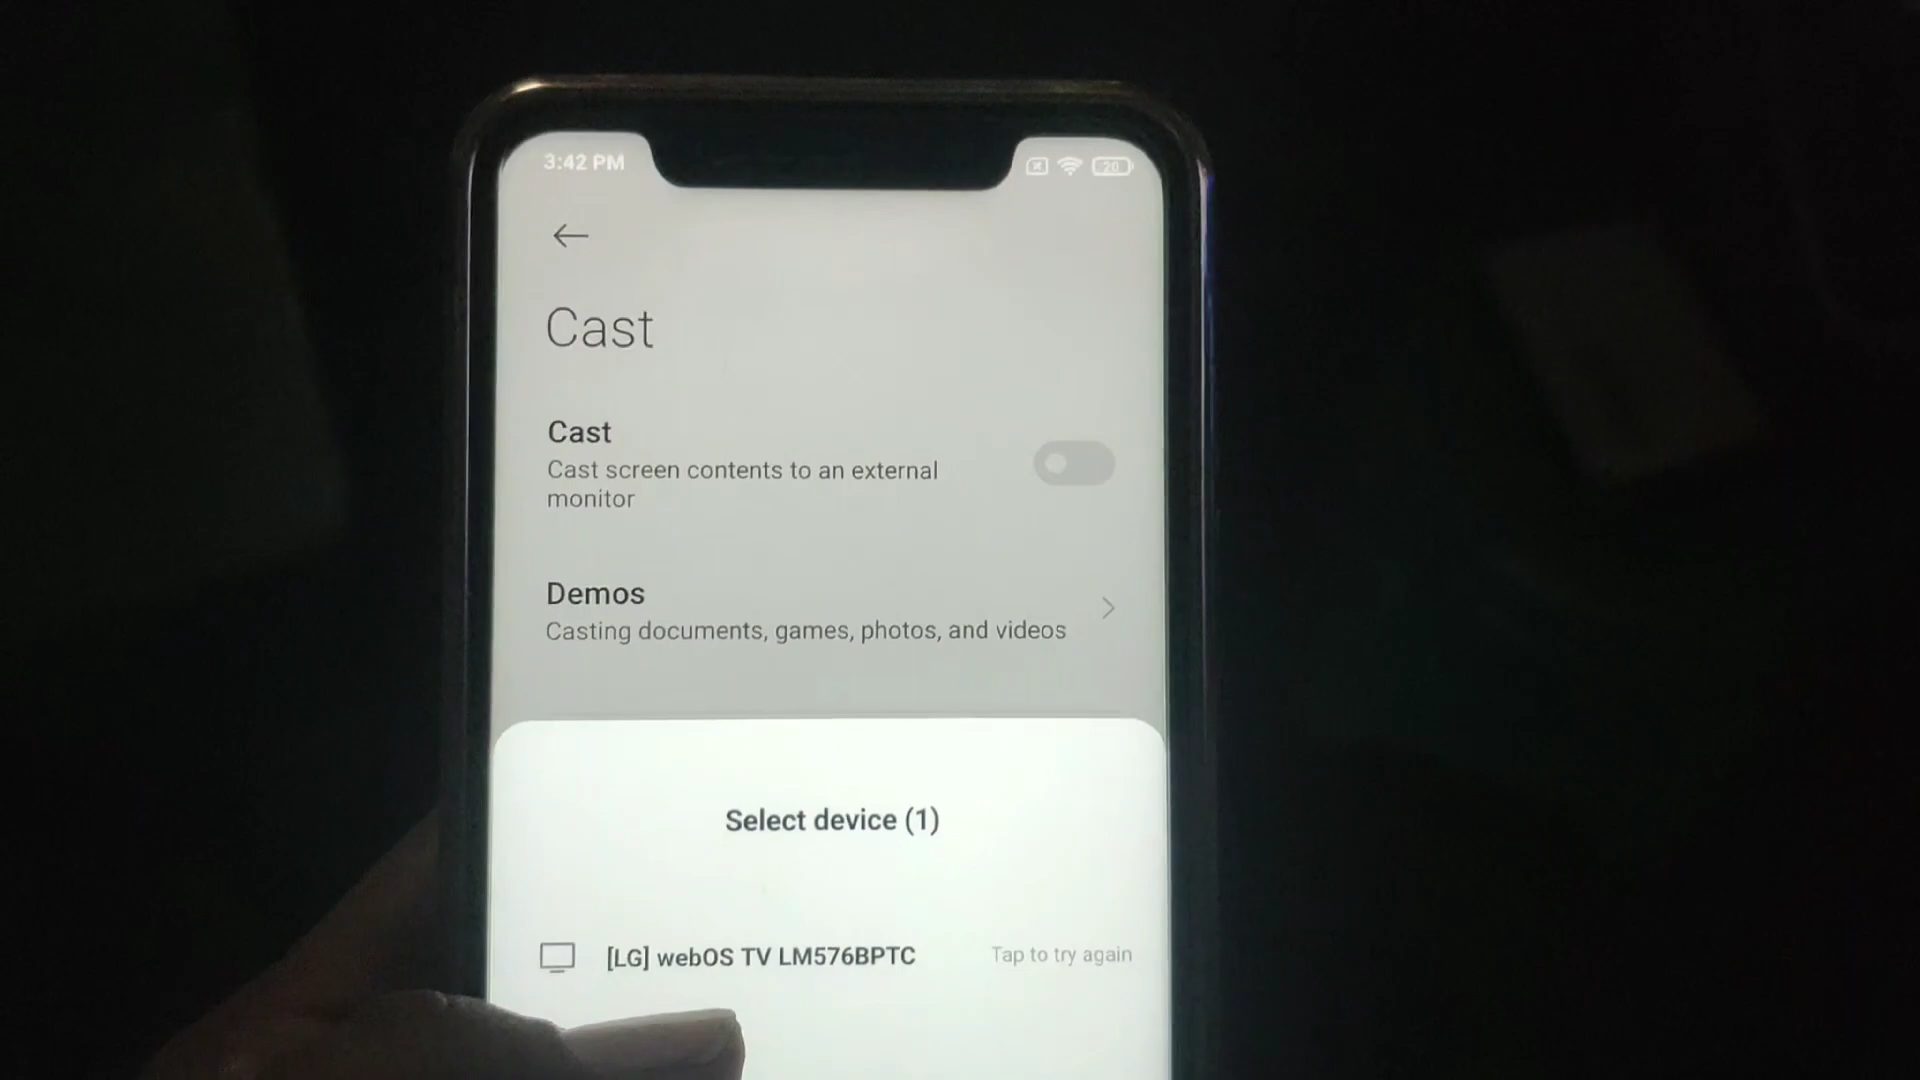 3:42 PM
20
Cast
Cast
Cast screen contents to an external
monitor
Demos
Casting documents, games, photos, and videos
Select device (1)
[LG] webOS TV LM576BPTC
Tap to try again